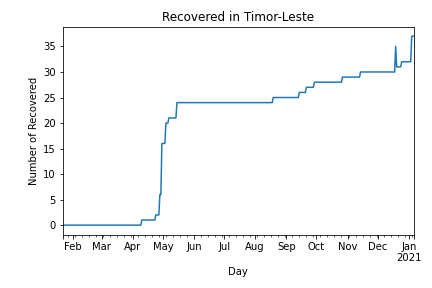 Recovered in Timor-Leste
Number of Recovered
35
30
25
20
15
10
5
0
Feb Mar Apr May Jun Jul Aug Sep Oct Nov Dec Jan
2021
Day